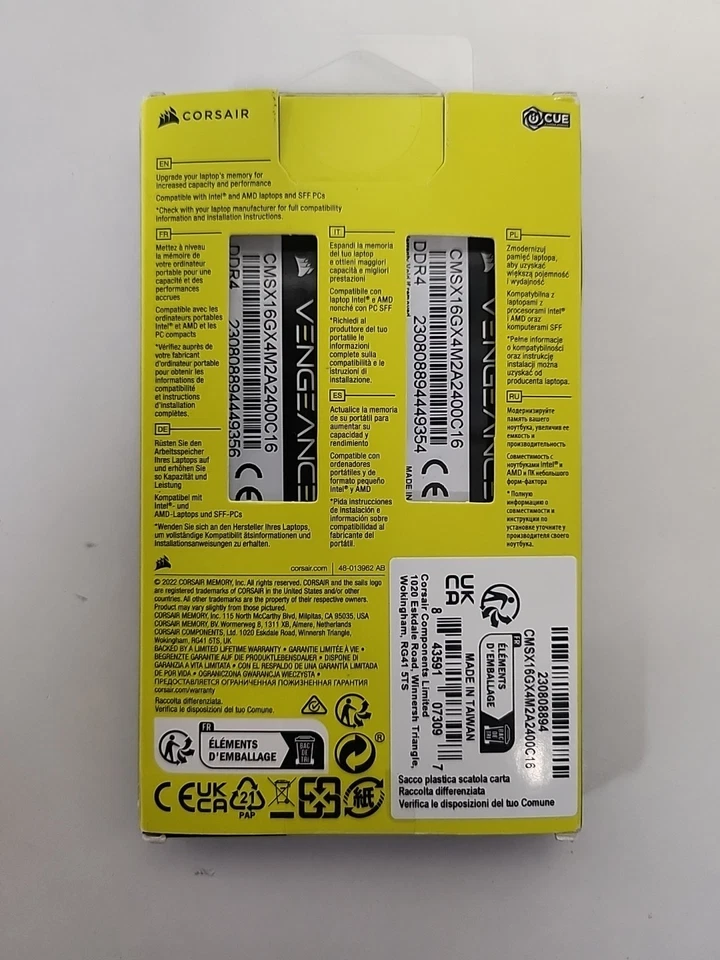 CORSAIR
iCUE
EN
Upgrade your laptop's memory for
increased capacity and performance
Compatible with Intel® and AMD laptops and SFF PCs
*Check with your laptop manufacturer for full compatibility
information and installation instructions.
FR
Mettez à niveau
la mémoire de
votre ordinateur
portable pour une
capacité et des
performances
accrues
Compatible avec les
ordinateurs portables
Intel® et AMD et les
PC compacts
*Vérifiez auprès de
votre fabricant
d'ordinateur portable
pour obtenir les
informations de
compatibilité
et instructions
d'installation
complètes.
DE
Rüsten Sie den
Arbeitsspeicher
Ihres Laptops auf
und erhöhen Sie
so Kapazität und
Leistung
Kompatibel mit
Intel®- und
AMD-Laptops und SFF-PCs
*Wenden Sie sich an den Hersteller Ihres Laptops,
um vollständige Kompatibilitätsinformationen und
Installationsanweisungen zu erhalten.
CMSX16GX4M2A2400C16
DDR4 230808894449356
VENGEANCE
CE
IT
Espandi la memoria
del tuo laptop
e ottieni maggiori
capacità e migliori
prestazioni
Compatibile con
laptop Intel® e AMD
nonché con PC SFF
*Richiedi al
produttore del tuo
portatile le
informazioni
complete sulla
compatibilità e le
istruzioni di
installazione.
ES
Actualice la memoria
de su portátil para
aumentar su
capacidad y
rendimiento
Compatible con
ordenadores
portátiles y de
formato pequeño
Intel® y AMD
*Pida instrucciones
de instalación e
información sobre
compatibilidad al
fabricante del
portátil.
CMSX16GX4M2A2400C16
DDR4 230808894449354
VENGEANCE
MADE IN
CE
PL
Zmodernizuj
pamięć laptopa,
aby uzyskać
większą pojemność
i wydajność
Kompatybilna z
laptopami z
procesorami Intel®
i AMD oraz
komputerami SFF
*Pełne informacje
o kompatybilności
oraz instrukcję
instalacji można
uzyskać od
producenta laptopa.
RU
Модернизируйте
память вашего
ноутбука, увеличив ее
емкость и
производительность
Совместимость с
ноутбуками Intel® и
AMD и ПК небольшого
форм-фактора
* Полную
информацию о
совместимости и
инструкции по
установке уточните у
производителя своего
ноутбука.
corsair.com 48-013962 AB
© 2022 CORSAIR MEMORY, Inc. All rights reserved. CORSAIR and the sails logo
are registered trademarks of CORSAIR in the United States and/or other
countries. All other trademarks are the property of their respective owners.
Product may vary slightly from those pictured.
CORSAIR MEMORY, Inc. 115 North McCarthy Blvd, Milpitas, CA 95035, USA
CORSAIR MEMORY, BV. Wormerweg 8, 1311 XB, Almere, Netherlands
CORSAIR COMPONENTS, Ltd. 1020 Eskdale Road, Winnersh Triangle,
Wokingham, RG41 5TS, UK
BACKED BY A LIMITED LIFETIME WARRANTY • GARANTIE LIMITÉE À VIE •
BEGRENZTE GARANTIE AUF DIE PRODUKTLEBENSDAUER • DISPONE DI
GARANZIA A VITA LIMITATA • CON EL RESPALDO DE UNA GARANTÍA LIMITADA
DE POR VIDA • OGRANICZONA GWARANCJA WIECZYSTA •
ПРЕДОСТАВЛЯЕТСЯ ОГРАНИЧЕННАЯ ПОЖИЗНЕННАЯ ГАРАНТИЯ
corsair.com/warranty
Raccolta differenziata.
Verifica le disposizioni del tuo Comune.
FR
ÉLÉMENTS
D'EMBALLAGE
BAC
DE
TRI
®
CE UK
CA
21
PAP
紙
UK
CA
Corsair Components Limited
1020 Eskdale Road, Winnersh Triangle,
Wokingham, RG41 5TS
8 43591 07309 7
MADE IN TAIWAN
FR
ÉLÉMENTS
D'EMBALLAGE
BAC
DE
TRI
CMSX16GX4M2A2400C16
230808894
Sacco plastica scatola carta
Raccolta differenziata
Verifica le disposizioni del tuo Comune